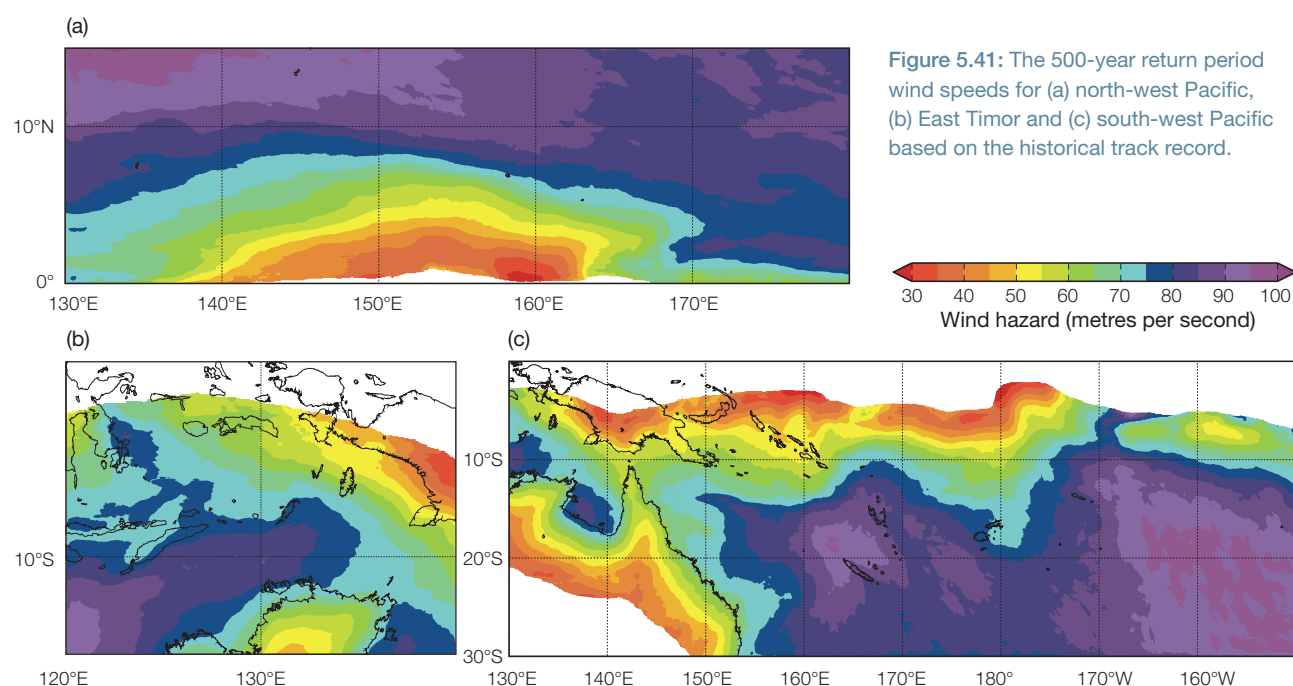 (a)
Figure 5.41: The 500-year return period
wind speeds for (a) north-west Pacific,
(b) East Timor and (c) south-west Pacific
based on the historical track record.
10°N
0°
130°E 140°E 150°E 160°E 170°E
30 40 50 60 70 80 90 100
Wind hazard (metres per second)
(b)
(c)
10°S
120°E 130°E
10°S
20°S
30°S
130°E 140°E 150°E 160°E 170°E 180° 170°W 160°W